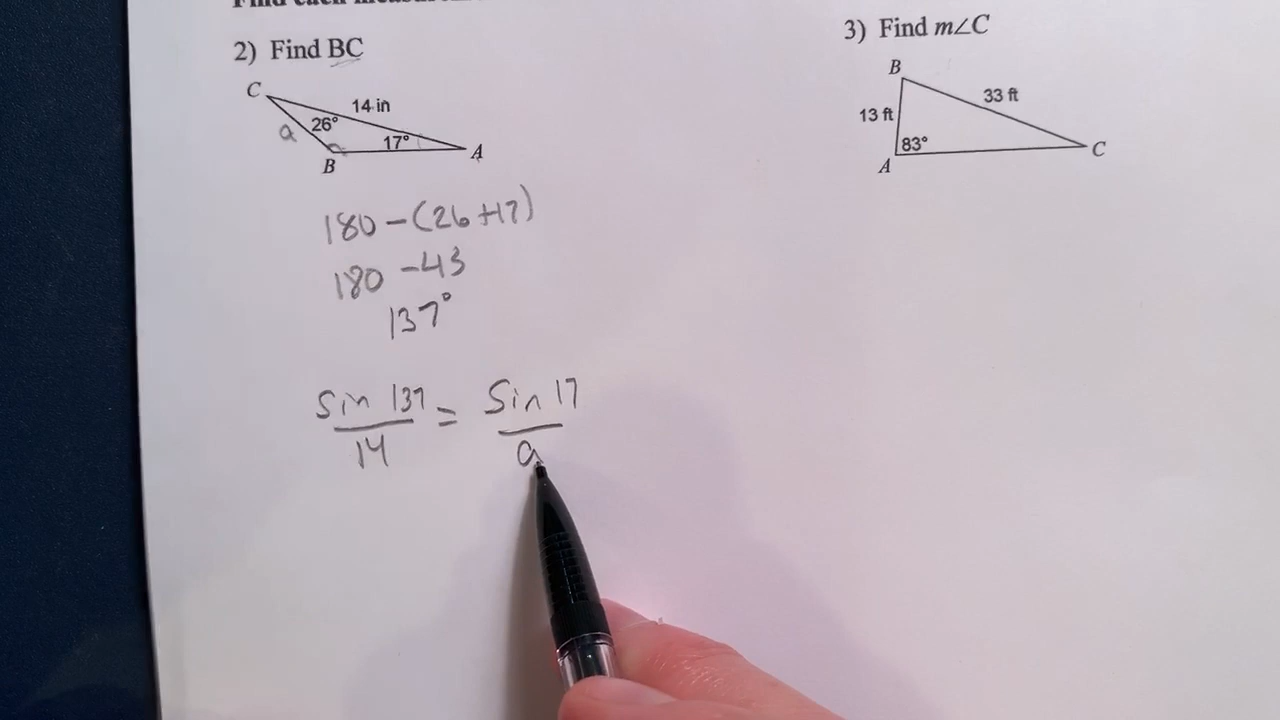 2) Find BC
C
14 in
26°
a
17°
A
B
180 - (26+17)
180 - 43
137°
sin 137 = sin 17
14 a
3) Find m∠C
B
33 ft
13 ft
83°
A
C